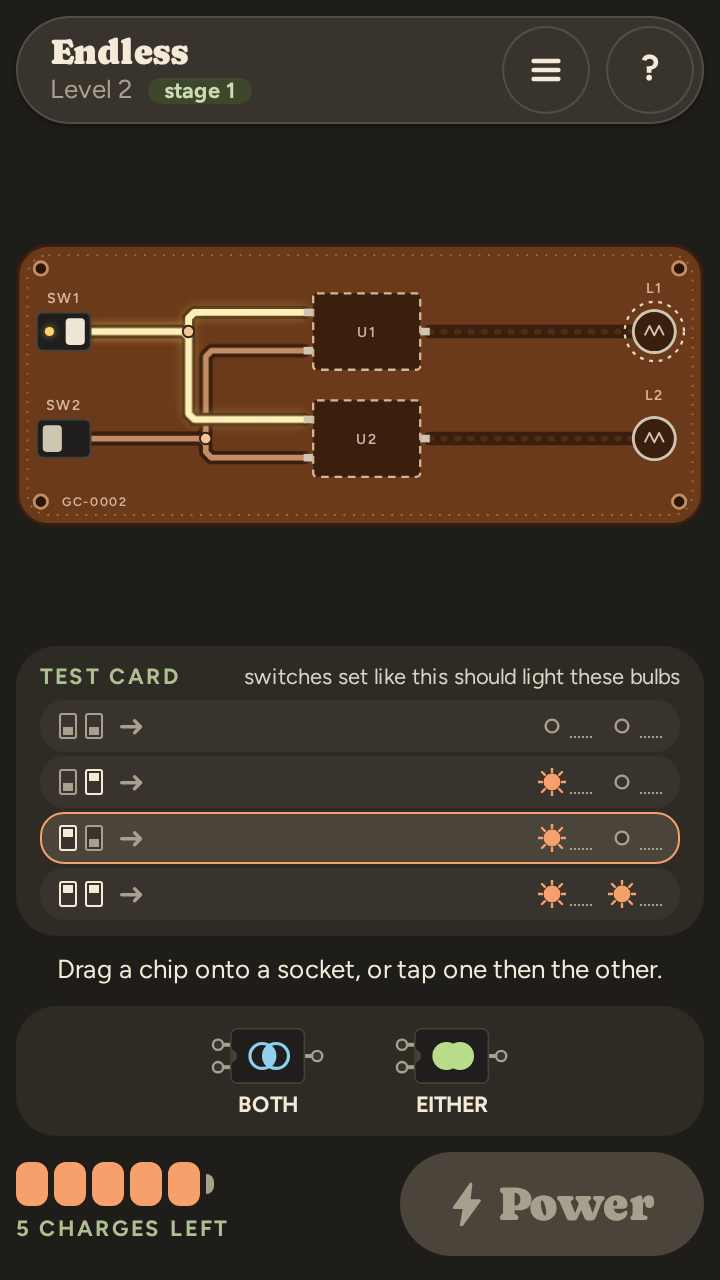 Endless
Level 2 stage 1
?
SW1
L1
U1
SW2
L2
U2
GC-0002
TEST CARD switches set like this should light these bulbs
Drag a chip onto a socket, or tap one then the other.
BOTH EITHER
5 CHARGES LEFT
Power